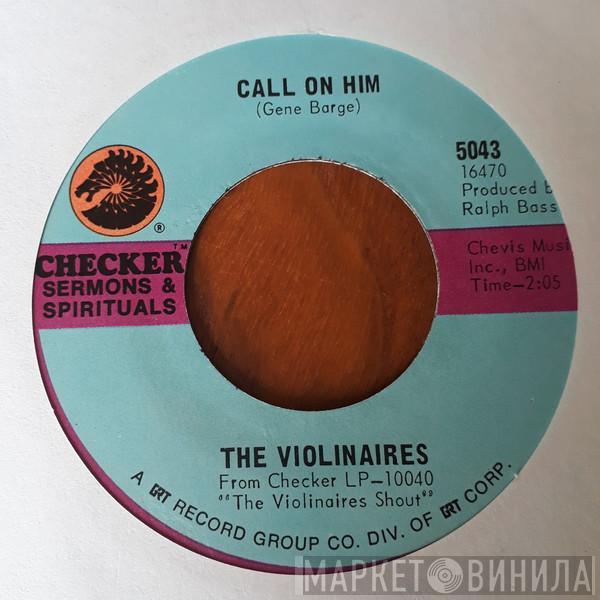 CALL ON HIM
(Gene Barge)
5043
16470
Produced b
Ralph Bass
®
™
CHECKER
SERMONS &
SPIRITUALS
Chevis Musi
Inc., BMI
Time—2:05
THE VIOLINAIRES
From Checker LP—10040
"The Violinaires Shout"
A GRT RECORD GROUP CO. DIV. OF GRT CORP.
МАРКЕТ ВИНИЛА